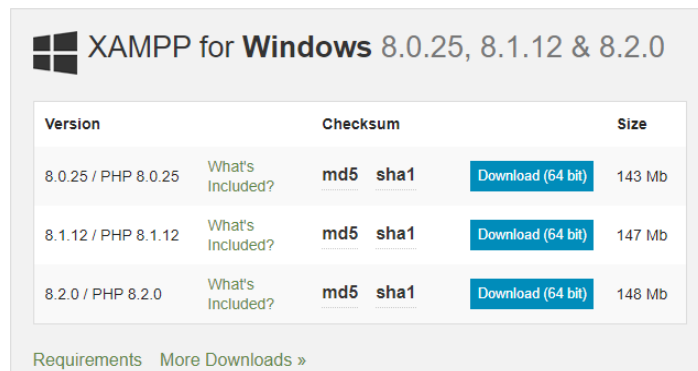 XAMPP for Windows 8.0.25, 8.1.12 & 8.2.0
Version Checksum Size
8.0.25 / PHP 8.0.25 What's Included? md5 sha1 Download (64 bit) 143 Mb
8.1.12 / PHP 8.1.12 What's Included? md5 sha1 Download (64 bit) 147 Mb
8.2.0 / PHP 8.2.0 What's Included? md5 sha1 Download (64 bit) 148 Mb
Requirements More Downloads »